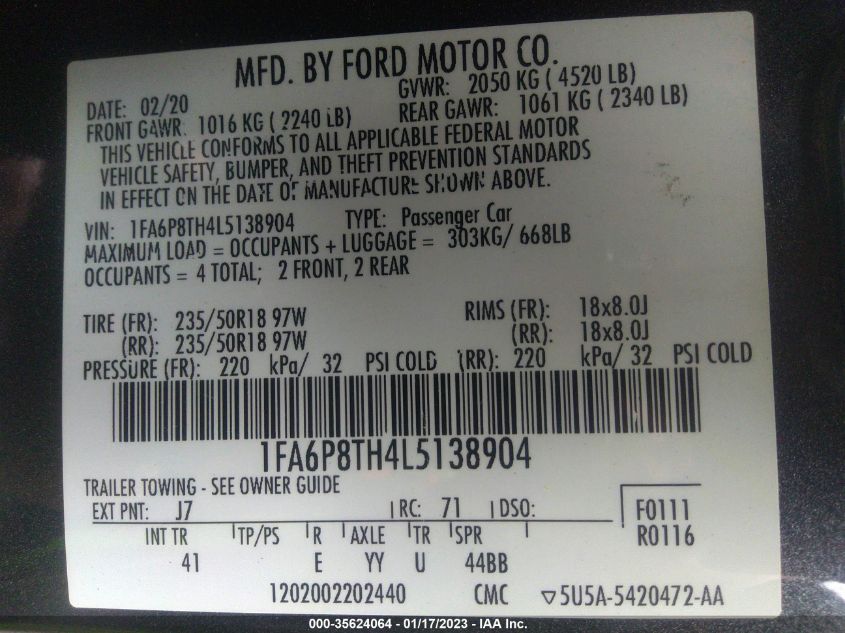 MFD. BY FORD MOTOR CO.
DATE: 02/20 GVWR: 2050 KG ( 4520 LB)
FRONT GAWR: 1016 KG ( 2240 LB) REAR GAWR: 1061 KG ( 2340 LB)
THIS VEHICLE CONFORMS TO ALL APPLICABLE FEDERAL MOTOR
VEHICLE SAFETY, BUMPER, AND THEFT PREVENTION STANDARDS
IN EFFECT ON THE DATE OF MANUFACTURE SHOWN ABOVE.
VIN: 1FA6P8TH4L5138904 TYPE: Passenger Car
MAXIMUM LOAD = OCCUPANTS + LUGGAGE = 303KG/ 668LB
OCCUPANTS = 4 TOTAL; 2 FRONT, 2 REAR
TIRE (FR): 235/50R18 97W RIMS (FR): 18x8.0J
(RR): 235/50R18 97W (RR): 18x8.0J
PRESSURE (FR): 220 kPa/ 32 PSI COLD (RR): 220 kPa/ 32 PSI COLD
1FA6P8TH4L5138904
TRAILER TOWING - SEE OWNER GUIDE
EXT PNT: J7 RC: 71 DSO: F0111
INT TR TP/PS R AXLE TR SPR R0116
41 E YY U 44BB
1202002202440 CMC ▽5U5A-5420472-AA
000-35624064 - 01/17/2023 - IAA Inc.